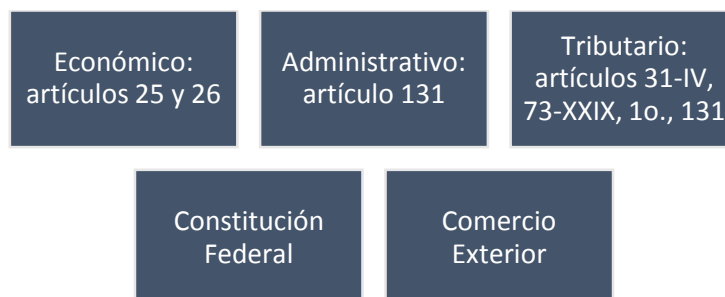 Económico:
artículos 25 y 26
Administrativo:
artículo 131
Tributario:
artículos 31-IV,
73-XXIX, 1o., 131
Constitución
Federal
Comercio
Exterior